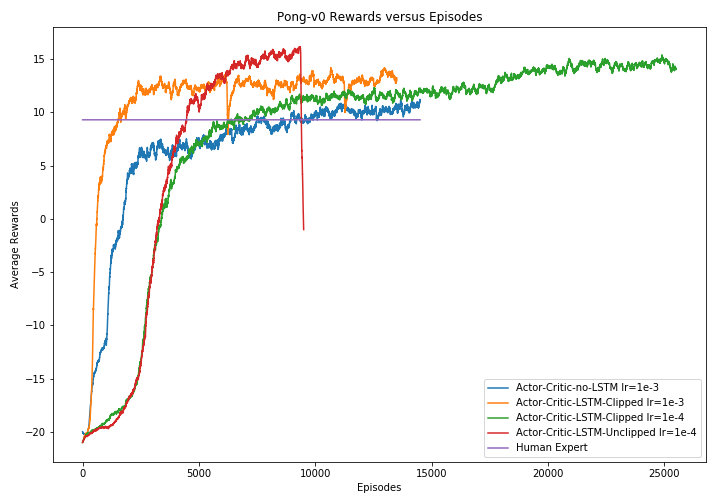 Pong-v0 Rewards versus Episodes
Average Rewards
15
10
5
0
−5
−10
−15
−20
0
5000
10000
15000
20000
25000
Episodes
Actor-Critic-no-LSTM lr=1e-3
Actor-Critic-LSTM-Clipped lr=1e-3
Actor-Critic-LSTM-Clipped lr=1e-4
Actor-Critic-LSTM-Unclipped lr=1e-4
Human Expert